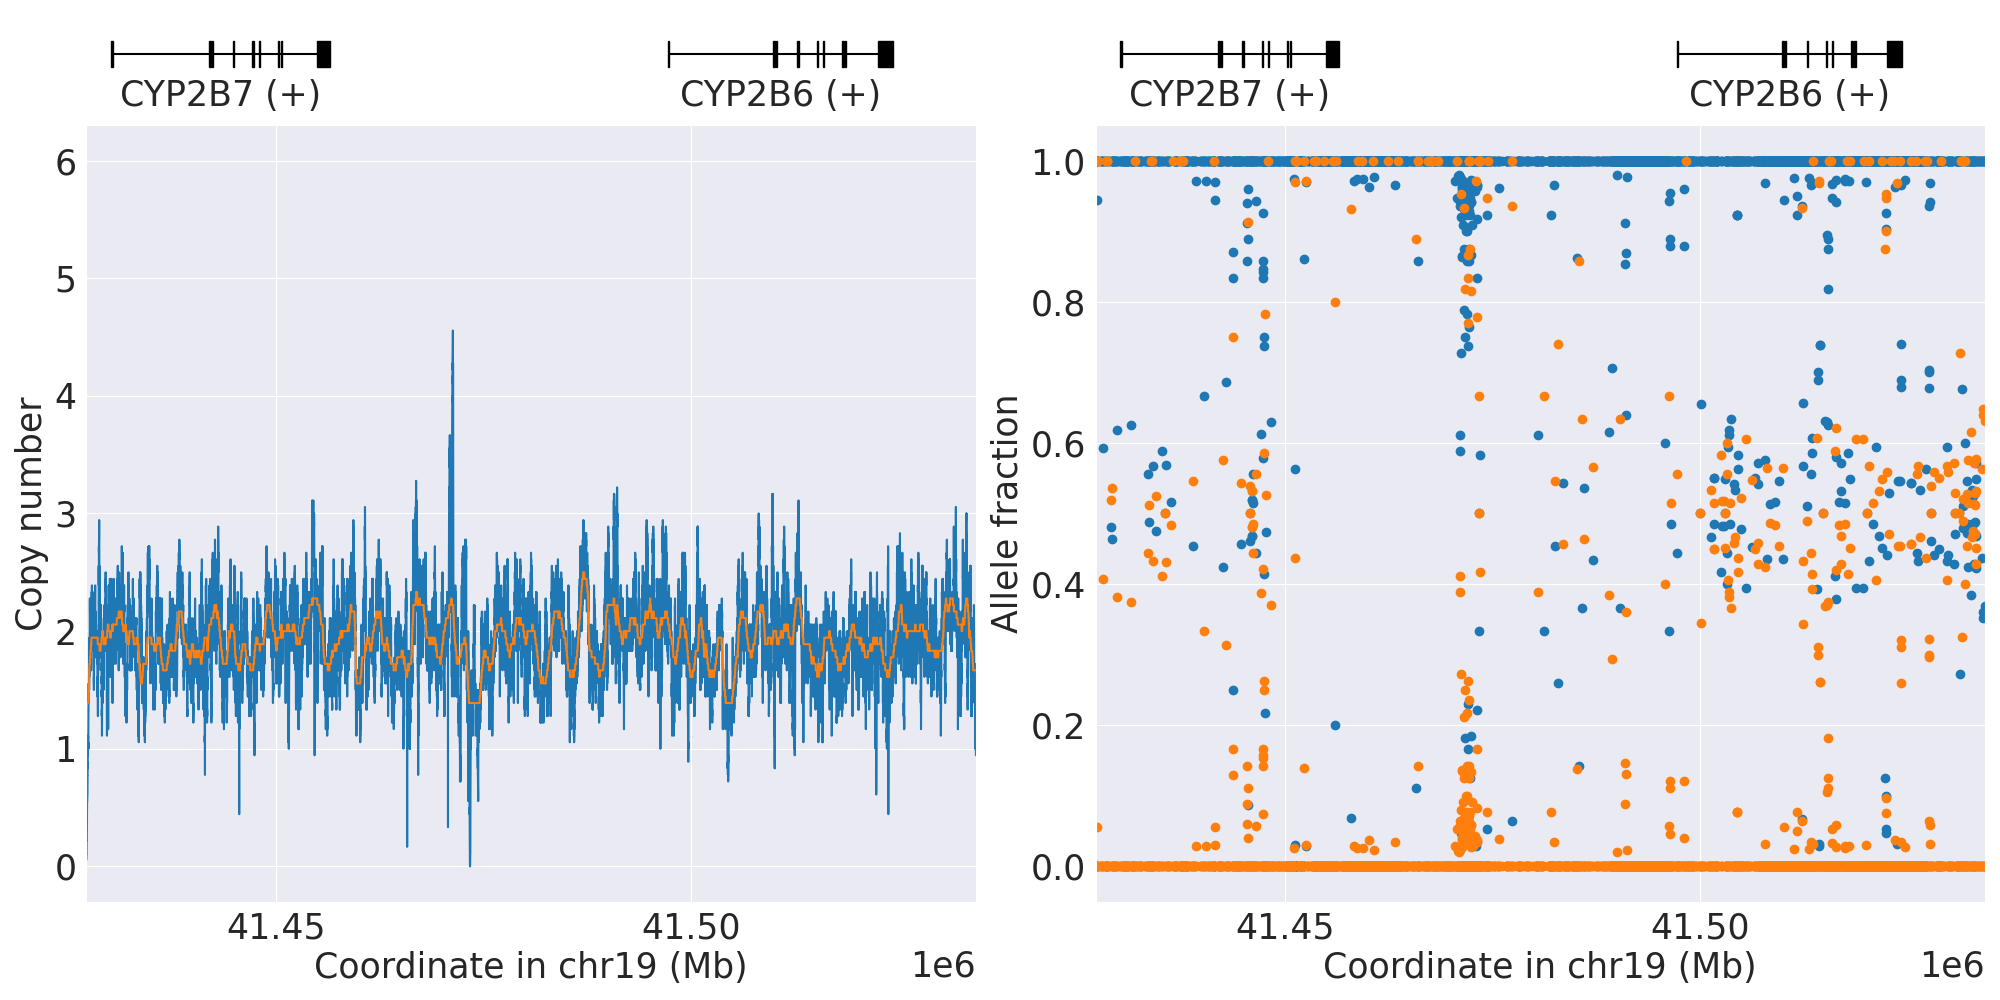 CYP2B7 (+)
CYP2B6 (+)
6
5
4
3
2
1
0
Copy number
41.45
41.50
Coordinate in chr19 (Mb)
1e6
CYP2B7 (+)
CYP2B6 (+)
1.0
0.8
0.6
0.4
0.2
0.0
Allele fraction
41.45
41.50
Coordinate in chr19 (Mb)
1e6